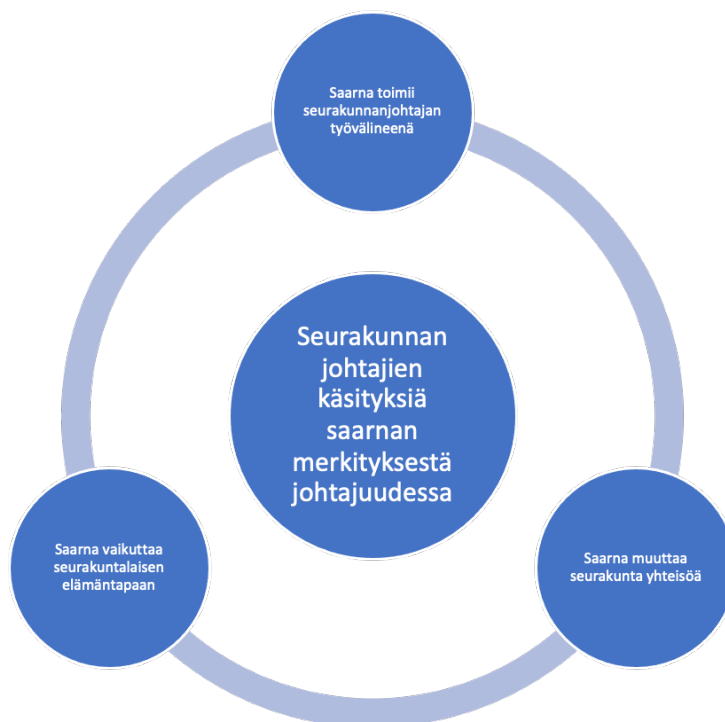 Saarna toimii
seurakunnanjohtajan
työvälineenä
Seurakunnan
johtajien
käsityksiä
saarnan
merkityksestä
johtajuudessa
Saarna vaikuttaa
seurakuntalaisen
elämäntapaan
Saarna muuttaa
seurakunta yhteisöä